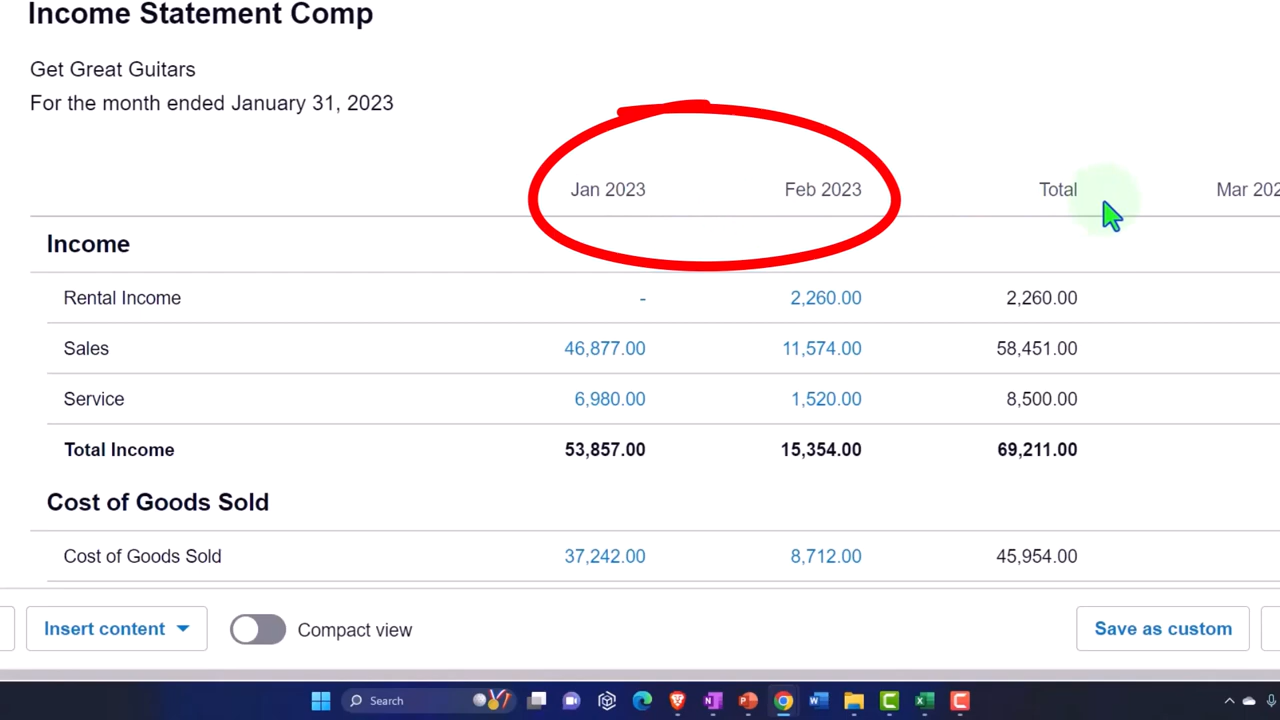 Income Statement Comp
Get Great Guitars
For the month ended January 31, 2023
Jan 2023 Feb 2023 Total Mar 202
Income
Rental Income - 2,260.00 2,260.00
Sales 46,877.00 11,574.00 58,451.00
Service 6,980.00 1,520.00 8,500.00
Total Income 53,857.00 15,354.00 69,211.00
Cost of Goods Sold
Cost of Goods Sold 37,242.00 8,712.00 45,954.00
Insert content Compact view Save as custom
Search